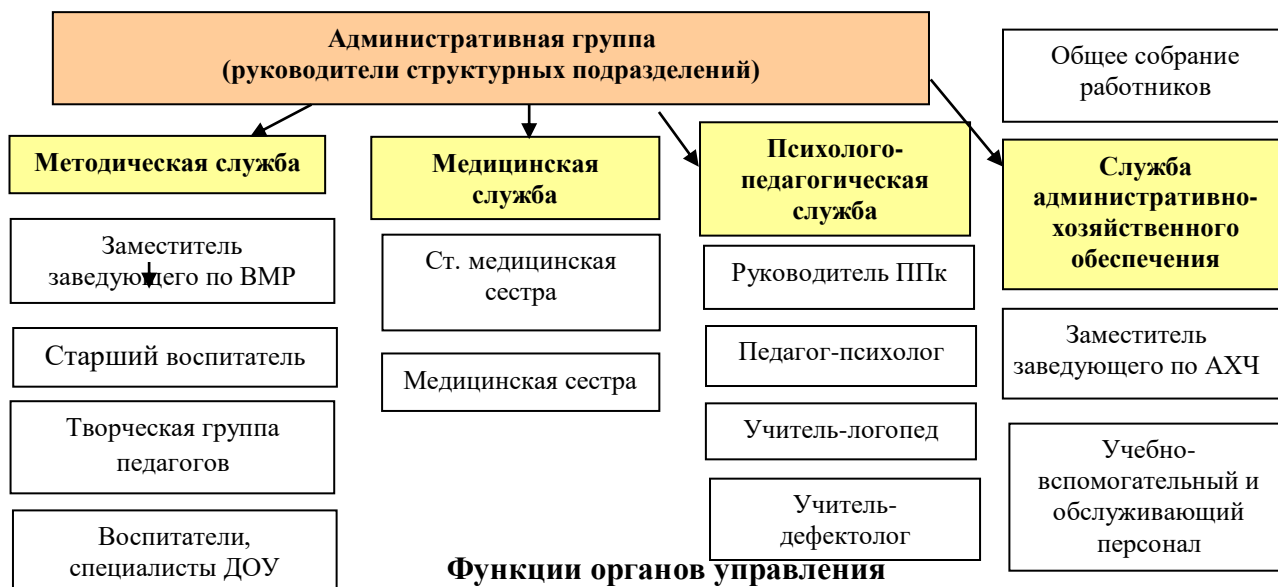 Административная группа
(руководители структурных подразделений)
Общее собрание
работников
Методическая служба
Заместитель
заведующего по ВМР
Старший воспитатель
Творческая группа
педагогов
Воспитатели,
специалисты ДОУ
Медицинская
служба
Ст. медицинская
сестра
Медицинская сестра
Психолого-
педагогическая
служба
Руководитель ППк
Педагог-психолог
Учитель-логопед
Учитель-
дефектолог
Служба
административно-
хозяйственного
обеспечения
Заместитель
заведующего по АХЧ
Учебно-
вспомогательный и
обслуживающий
персонал
Функции органов управления